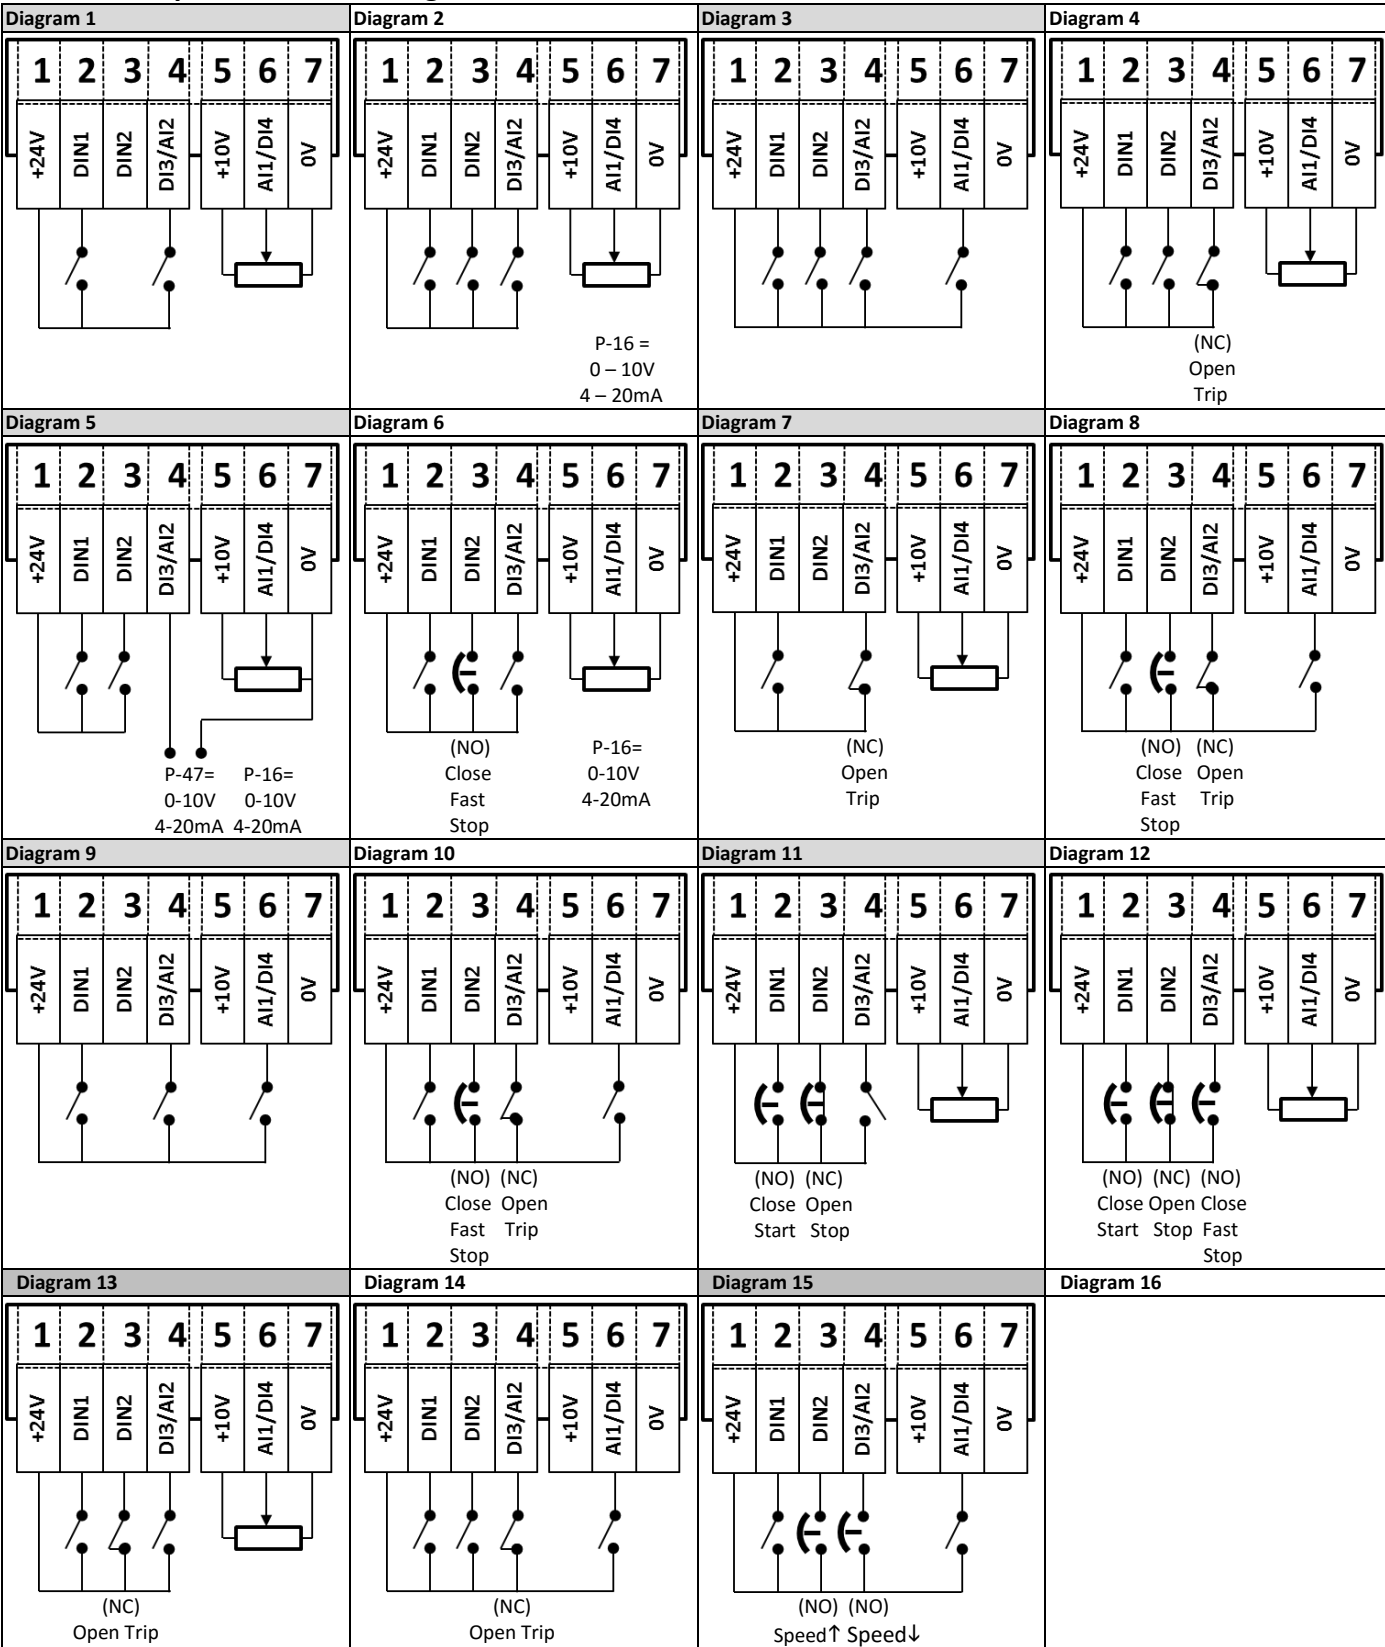 Diagram 1 Diagram 2 Diagram 3 Diagram 4
1 2 3 4 5 6 7 1 2 3 4 5 6 7 1 2 3 4 5 6 7 1 2 3 4 5 6 7
+24V DIN1 DIN2 DI3/AI2 +10V AI1/DI4 0V +24V DIN1 DIN2 DI3/AI2 +10V AI1/DI4 0V +24V DIN1 DIN2 DI3/AI2 +10V AI1/DI4 0V +24V DIN1 DIN2 DI3/AI2 +10V AI1/DI4 0V
P-16 = (NC)
0 – 10V Open
4 – 20mA Trip
Diagram 5 Diagram 6 Diagram 7 Diagram 8
1 2 3 4 5 6 7 1 2 3 4 5 6 7 1 2 3 4 5 6 7 1 2 3 4 5 6 7
+24V DIN1 DIN2 DI3/AI2 +10V AI1/DI4 0V +24V DIN1 DIN2 DI3/AI2 +10V AI1/DI4 0V +24V DIN1 DIN2 DI3/AI2 +10V AI1/DI4 0V +24V DIN1 DIN2 DI3/AI2 +10V AI1/DI4 0V
P-47= P-16=
0-10V 0-10V
4-20mA 4-20mA
(NO) P-16=
Close 0-10V
Fast 4-20mA
Stop
(NC)
Open
Trip
(NO) (NC)
Close Open
Fast Trip
Stop
Diagram 9 Diagram 10 Diagram 11 Diagram 12
1 2 3 4 5 6 7 1 2 3 4 5 6 7 1 2 3 4 5 6 7 1 2 3 4 5 6 7
+24V DIN1 DIN2 DI3/AI2 +10V AI1/DI4 0V +24V DIN1 DIN2 DI3/AI2 +10V AI1/DI4 0V +24V DIN1 DIN2 DI3/AI2 +10V AI1/DI4 0V +24V DIN1 DIN2 DI3/AI2 +10V AI1/DI4 0V
(NO) (NC)
Close Open
Fast Trip
Stop
(NO) (NC)
Close Open
Start Stop
(NO) (NC) (NO)
Close Open Close
Start Stop Fast
Stop
Diagram 13 Diagram 14 Diagram 15 Diagram 16
1 2 3 4 5 6 7 1 2 3 4 5 6 7 1 2 3 4 5 6 7
+24V DIN1 DIN2 DI3/AI2 +10V AI1/DI4 0V +24V DIN1 DIN2 DI3/AI2 +10V AI1/DI4 0V +24V DIN1 DIN2 DI3/AI2 +10V AI1/DI4 0V
(NC)
Open Trip
(NC)
Open Trip
(NO) (NO)
Speed↑ Speed↓